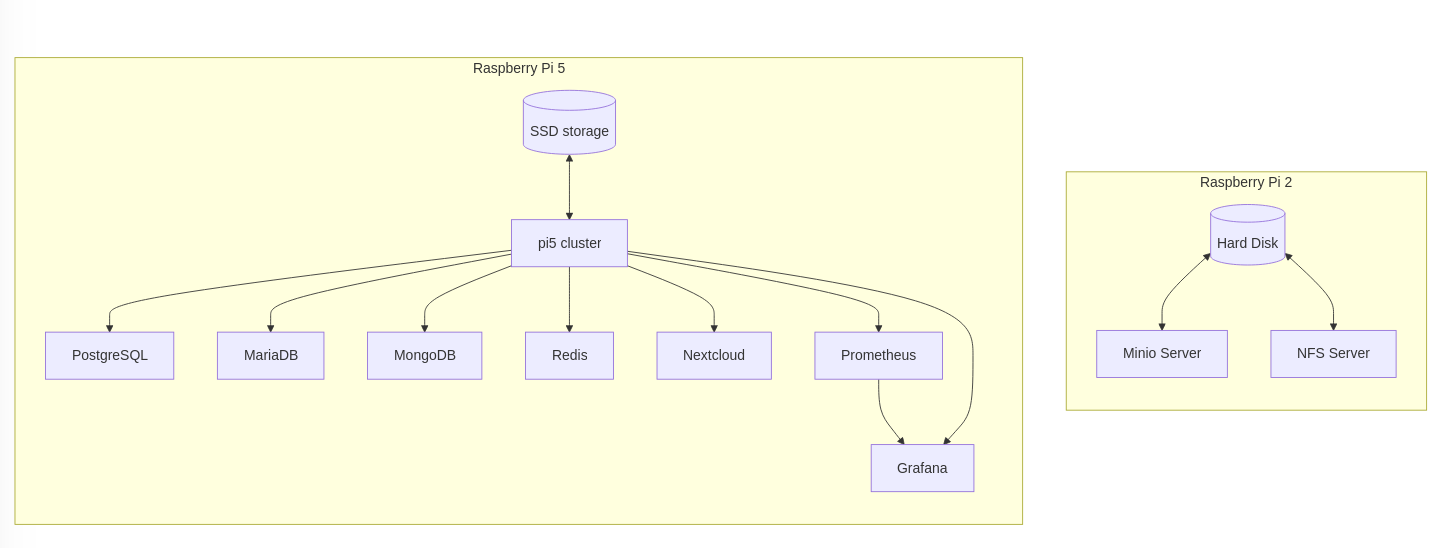 Raspberry Pi 5
SSD storage
pi5 cluster
PostgreSQL
MariaDB
MongoDB
Redis
Nextcloud
Prometheus
Grafana
Raspberry Pi 2
Hard Disk
Minio Server
NFS Server